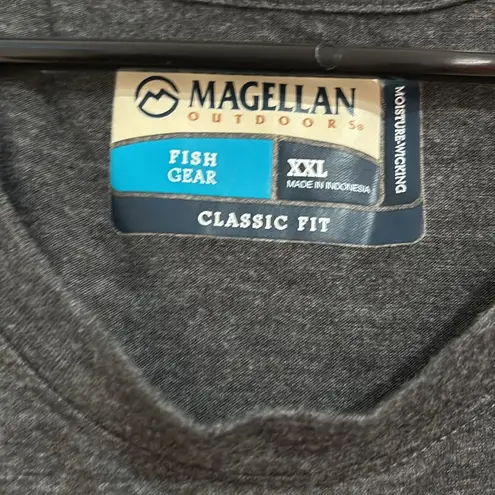 MAGELLAN
OUTDOORS®
FISH
GEAR
XXL
MADE IN INDONESIA
MOISTURE-WICKING
CLASSIC FIT